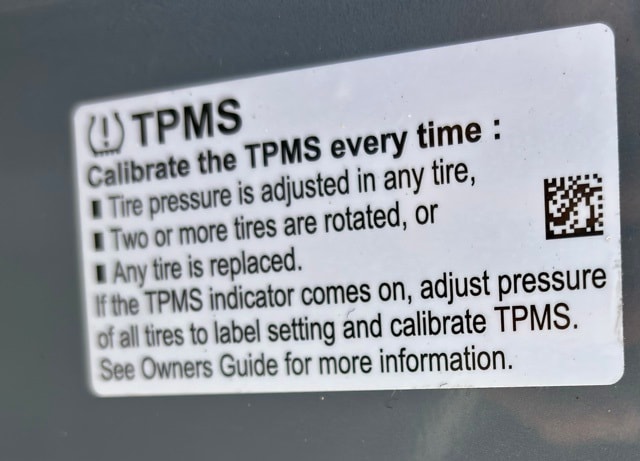 TPMS
Calibrate the TPMS every time :
▮ Tire pressure is adjusted in any tire,
▮ Two or more tires are rotated, or
▮ Any tire is replaced.
If the TPMS indicator comes on, adjust pressure
of all tires to label setting and calibrate TPMS.
See Owners Guide for more information.